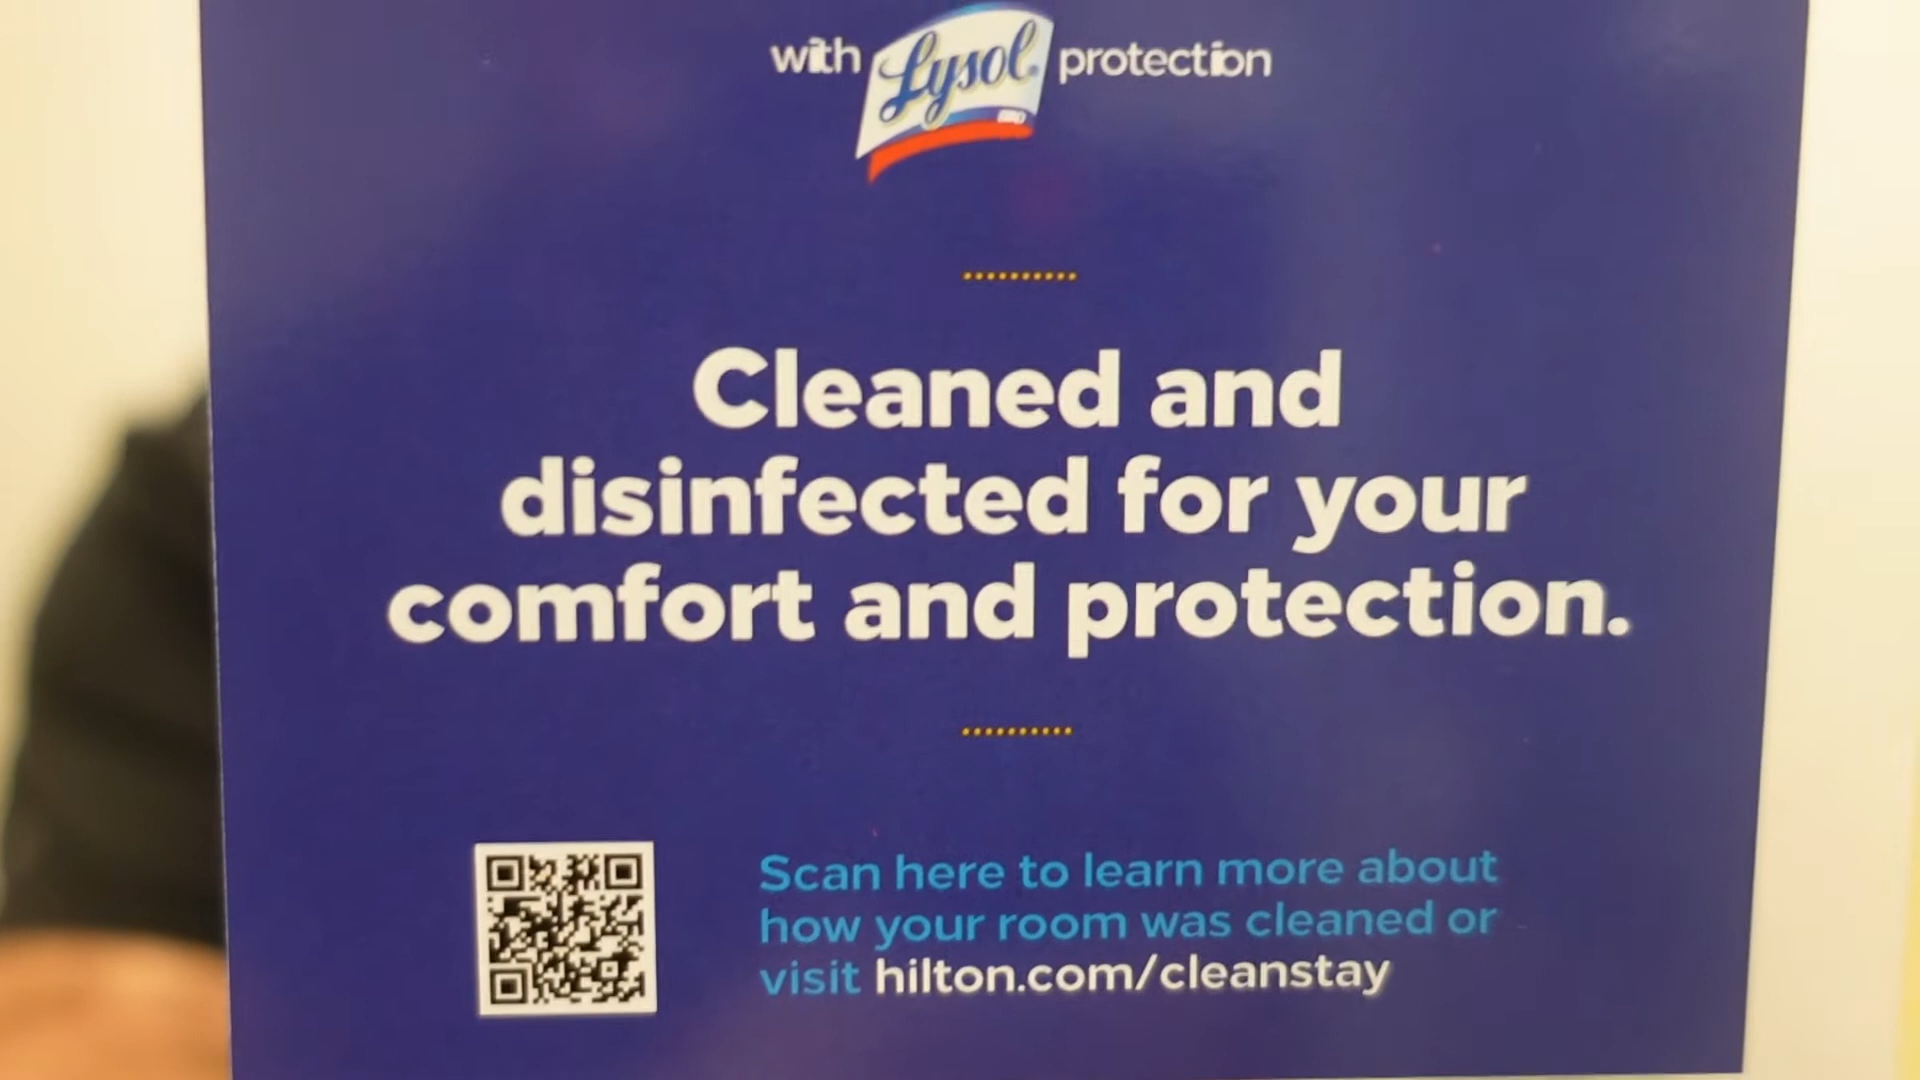 with Lysol protection
Cleaned and
disinfected for your
comfort and protection.
Scan here to learn more about
how your room was cleaned or
visit hilton.com/cleanstay